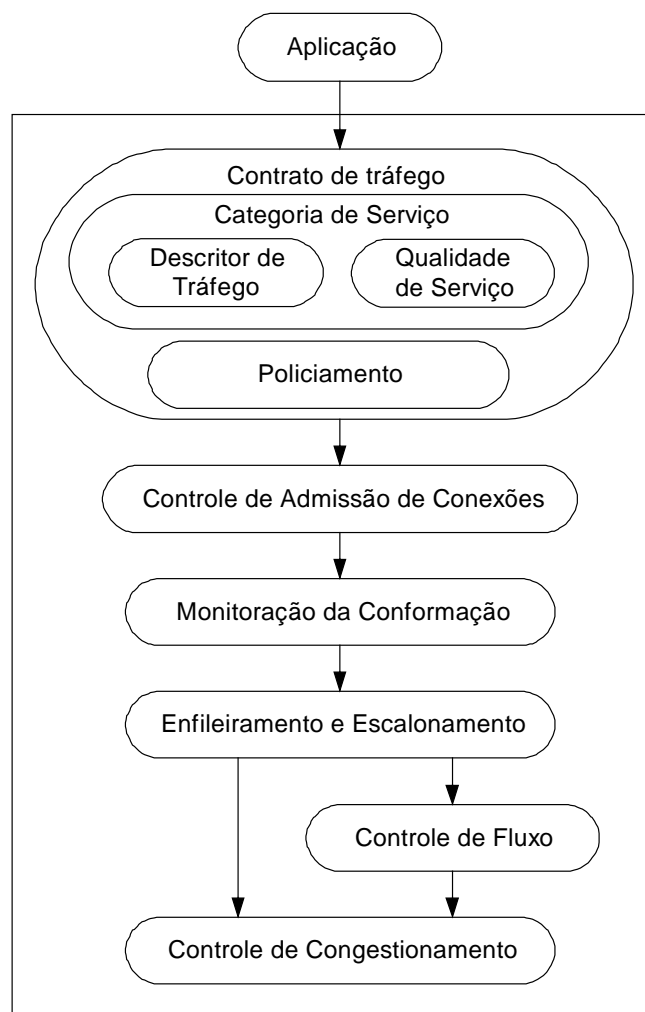 Aplicação
Contrato de tráfego
Categoria de Serviço
Descritor de
Tráfego
Qualidade
de Serviço
Policiamento
Controle de Admissão de Conexões
Monitoração da Conformação
Enfileiramento e Escalonamento
Controle de Fluxo
Controle de Congestionamento